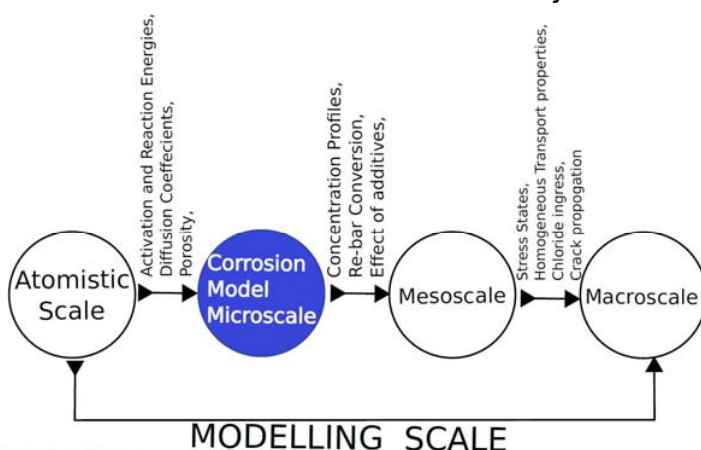 Activation and Reaction Energies,
Diffusion Coeffecients,
Porosity,
Concentration Profiles,
Re-bar Conversion,
Effect of additives,
Stress States,
Homogeneous Transport properties,
Chloride ingress,
Crack propogation
Atomistic
Scale
Corrosion
Model
Microscale
Mesoscale
Macroscale
MODELLING SCALE